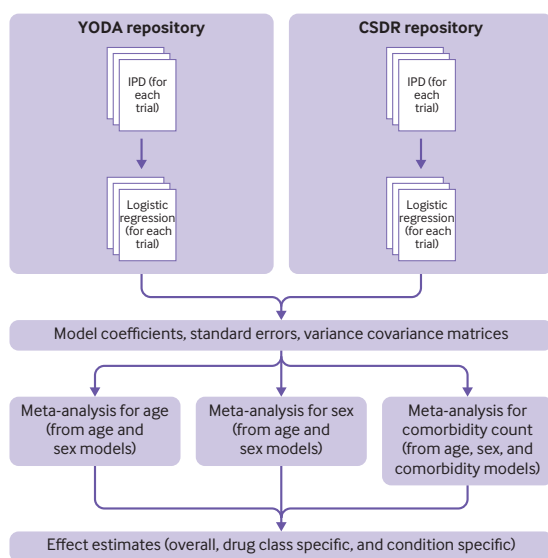 YODA repository
IPD (for
each
trial)
Logistic
regression
(for each
trial)
CSDR repository
IPD (for
each
trial)
Logistic
regression
(for each
trial)
Model coefficients, standard errors, variance covariance matrices
Meta-analysis for age
(from age and
sex models)
Meta-analysis for sex
(from age and
sex models)
Meta-analysis for
comorbidity count
(from age, sex, and
comorbidity models)
Effect estimates (overall, drug class specific, and condition specific)